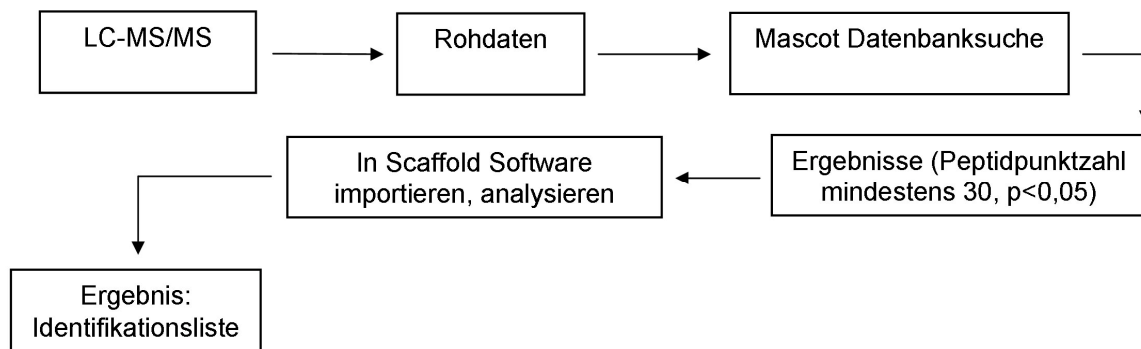 LC-MS/MS
Rohdaten
Mascot Datenbanksuche
Ergebnisse (Peptidpunktzahl
mindestens 30, p<0,05)
In Scaffold Software
importieren, analysieren
Ergebnis:
Identifikationsliste